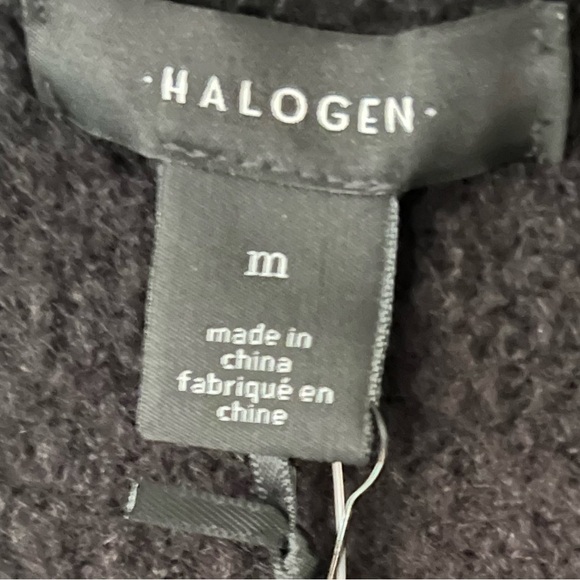 ·HALOGEN·
m
made in
china
fabriqué en
chine